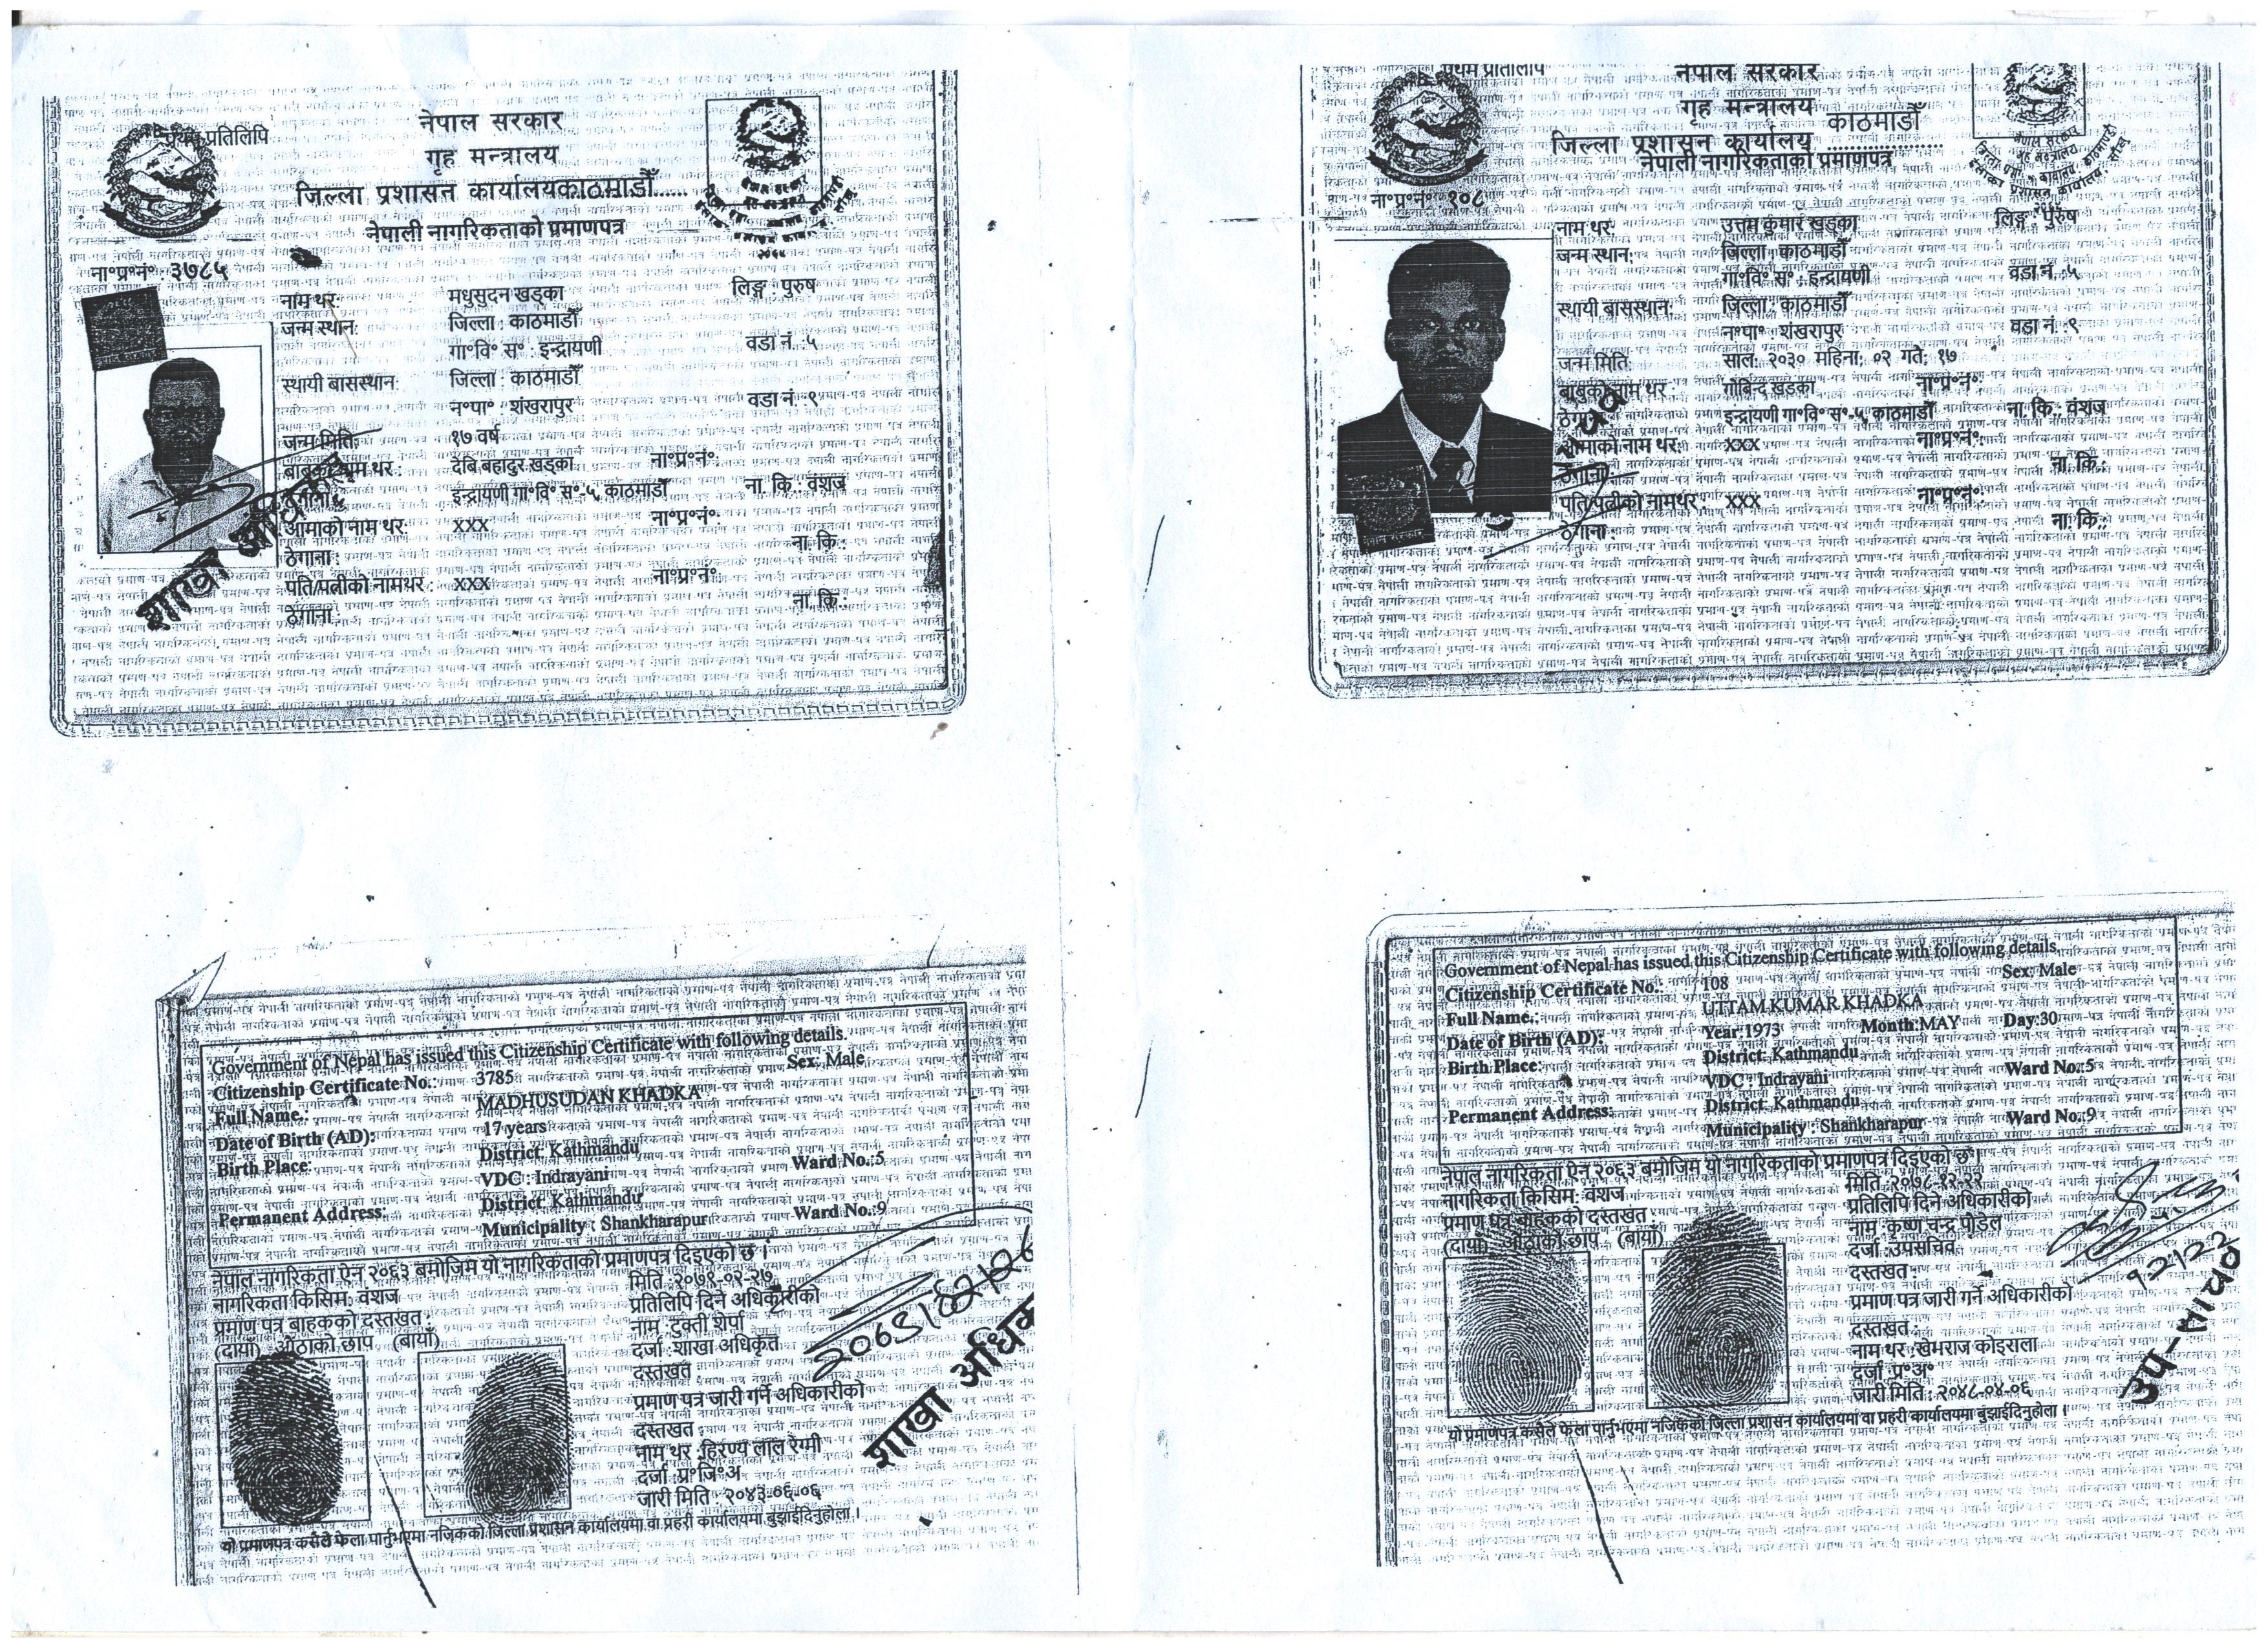 प्रथम प्रतिलिपि
नेपाल सरकार
गृह मन्त्रालय
जिल्ला प्रशासन कार्यालय काठमाडौँ......
नेपाली नागरिकताको प्रमाणपत्र
ना॰प्र॰नं॰ : ३७८५
नाम थर: मधुसुदन खड्का लिङ्ग : पुरुष
जन्म स्थान: जिल्ला : काठमाडौँ
गा॰वि॰ स॰ : इन्द्रायणी वडा नं. :५
स्थायी बासस्थान: जिल्ला : काठमाडौँ
न॰पा॰ : शंखरापुर वडा नं. :९
जन्म मिति: १७ वर्ष
बाबुको नाम थर : देबि बहादुर खड्का ना॰प्र॰नं॰:
ठेगाना: इन्द्रायणी गा॰वि॰ स॰-५ काठमाडौँ ना. कि.: वंशज
आमाको नाम थर: xxx ना॰प्र॰नं॰:
ठेगाना : ना. कि.:
पति/पत्नीको नामथर : xxx ना॰प्र॰नं॰:
ठेगाना : ना. कि.:
शाखा अधिकृत
प्रथम प्रतिलिपि
नेपाल सरकार
गृह मन्त्रालय
जिल्ला प्रशासन कार्यालय काठमाडौँ
नेपाली नागरिकताको प्रमाणपत्र
ना॰प्र॰नं॰ : १०८
नाम थर: उत्तम कुमार खड्का लिङ्ग : पुरुष
जन्म स्थान: जिल्ला : काठमाडौँ
गा॰वि॰ स॰ : इन्द्रायणी वडा नं. :५
स्थायी बासस्थान: जिल्ला : काठमाडौँ
न॰पा॰ : शंखरापुर वडा नं. :९
जन्म मिति: साल: २०३० महिना: ०२ गते: १७
बाबुको नाम थर : गोबिन्द खड्का ना॰प्र॰नं॰:
इन्द्रायणी गा॰वि॰ स॰-५ काठमाडौँ ना. कि.: वंशज
आमाको नाम थर: xxx ना॰प्र॰नं॰:
ठेगाना : ना. कि.:
पति/पत्नीको नामथर : xxx ना॰प्र॰नं॰:
ठेगाना : ना. कि.:
Government of Nepal has issued this Citizenship Certificate with following details.
Citizenship Certificate No.: 3785 Sex: Male
Full Name.: MADHUSUDAN KHADKA
Date of Birth (AD): 17 years
Birth Place: District: Kathmandu
VDC : Indrayani Ward No.:5
Permanent Address: District: Kathmandu
Municipality : Shankharapur Ward No.:9
नेपाल नागरिकता ऐन २०६३ बमोजिम यो नागरिकताको प्रमाणपत्र दिइएको छ ।
नागरिकता किसिम: वंशज
प्रमाण पत्र बाहकको दस्तखत :
(दायाँ) औंठाको छाप (बायाँ)
मिति :२०७९-०२-२७
प्रतिलिपि दिने अधिकारीको
नाम : दुक्ती शेर्पा
दर्जा :शाखा अधिकृत
दस्तखत
प्रमाण पत्र जारी गर्ने अधिकारीको
दस्तखत
नाम थर :हिरण्य लाल रेग्मी
दर्जा :प्र॰जि॰अ
जारी मिति : २०४३-०६-०६
यो प्रमाणपत्र कसैले फेला पार्नुभएमा नजिकको जिल्ला प्रशासन कार्यालयमा वा प्रहरी कार्यालयमा बुझाईदिनुहोला ।
Government of Nepal has issued this Citizenship Certificate with following details.
Citizenship Certificate No.: 108 Sex: Male
Full Name.: UTTAM KUMAR KHADKA
Date of Birth (AD): Year:1973 Month:MAY Day:30
Birth Place: District: Kathmandu
VDC : Indrayani Ward No.:5
Permanent Address: District: Kathmandu
Municipality : Shankharapur Ward No.:9
नेपाल नागरिकता ऐन २०६३ बमोजिम यो नागरिकताको प्रमाणपत्र दिइएको छ ।
नागरिकता किसिम: वंशज
प्रमाण पत्र बाहकको दस्तखत
(दायाँ) औंठाको छाप (बायाँ)
मिति :२०७८-१२-२२
प्रतिलिपि दिने अधिकारीको
नाम : कृष्ण चन्द्र पौडेल
दर्जा :उपसचिव
दस्तखत :
१२/२२
प्रमाण पत्र जारी गर्ने अधिकारीको
दस्तखत :
नाम थर :खेमराज कोइराला
दर्जा :प्र॰अ॰
जारी मिति : २०४८-०४-०६
यो प्रमाणपत्र कसैले फेला पार्नुभएमा नजिकको जिल्ला प्रशासन कार्यालयमा वा प्रहरी कार्यालयमा बुझाईदिनुहोला ।